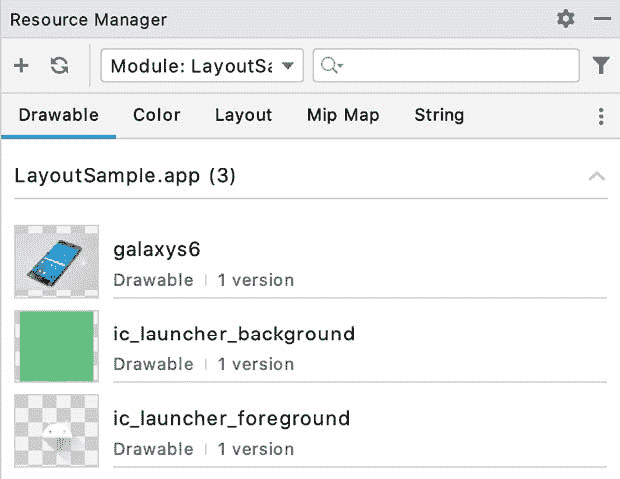 Resource Manager
Module: LayoutSa
Drawable Color Layout Mip Map String
LayoutSample.app (3)
galaxys6
Drawable | 1 version
ic_launcher_background
Drawable | 1 version
ic_launcher_foreground
Drawable | 1 version